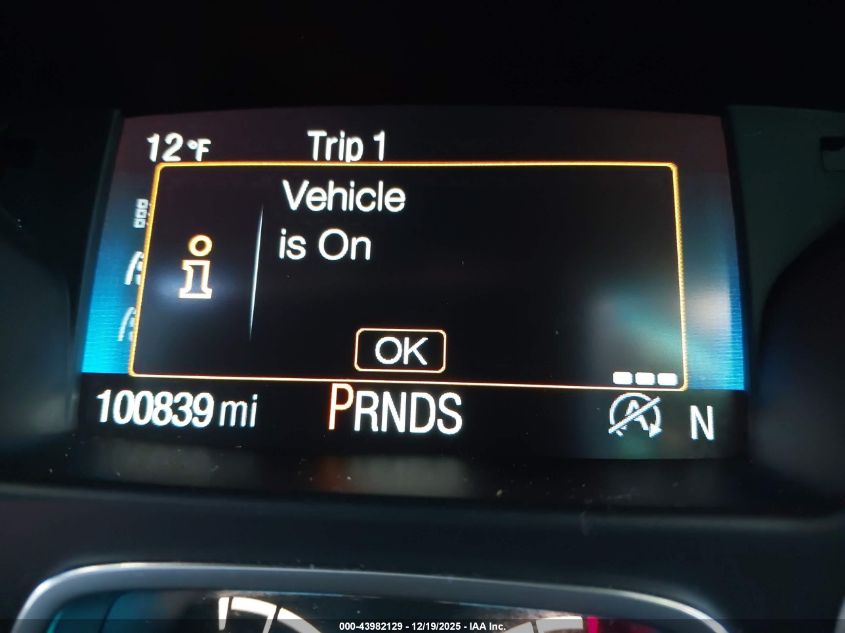 12°F Trip 1
Vehicle
is On
OK
100839 mi PRNDS A N
000-43982129 - 12/19/2025 - IAA Inc.